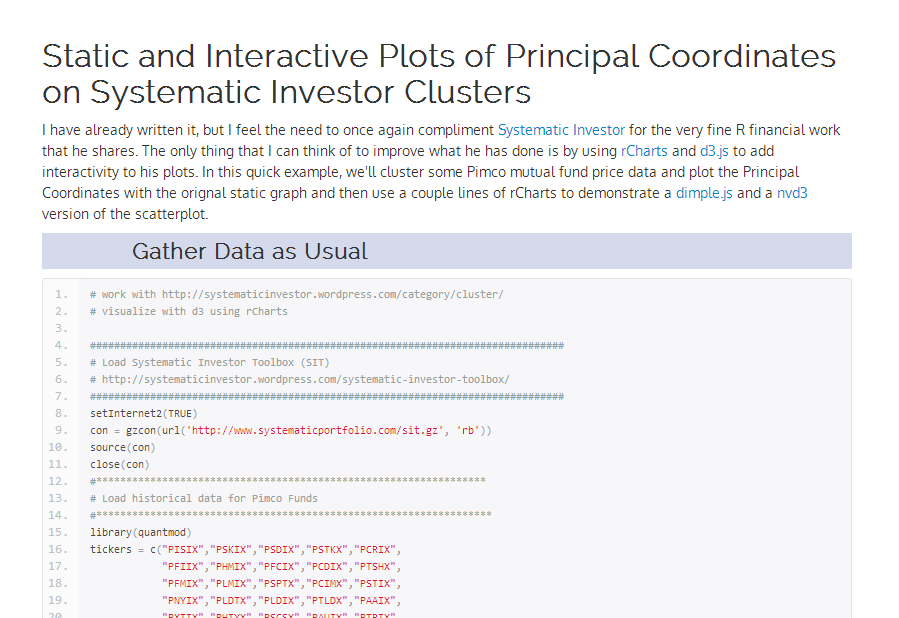 Static and Interactive Plots of Principal Coordinates
on Systematic Investor Clusters
I have already written it, but I feel the need to once again compliment Systematic Investor for the very fine R financial work
that he shares. The only thing that I can think of to improve what he has done is by using rCharts and d3.js to add
interactivity to his plots. In this quick example, we'll cluster some Pimco mutual fund price data and plot the Principal
Coordinates with the orignal static graph and then use a couple lines of rCharts to demonstrate a dimple.js and a nvd3
version of the scatterplot.
Gather Data as Usual
1. # work with http://systematicinvestor.wordpress.com/category/cluster/
2. # visualize with d3 using rCharts
3.
4. ###############################################################################
5. # Load Systematic Investor Toolbox (SIT)
6. # http://systematicinvestor.wordpress.com/systematic-investor-toolbox/
7. ###############################################################################
8. setInternet2(TRUE)
9. con = gzcon(url('http://www.systematicportfolio.com/sit.gz', 'rb'))
10. source(con)
11. close(con)
12. #*****************************************************************
13. # Load historical data for Pimco Funds
14. #******************************************************************
15. library(quantmod)
16. tickers = c("PISIX","PSKIX","PSDIX","PSTKX","PCRIX",
17. "PFIIX","PHMIX","PFCIX","PCDIX","PTSHX",
18. "PFMIX","PLMIX","PSPTX","PCIMX","PSTIX",
19. "PNYIX","PLDTX","PLDIX","PTLDX","PAAIX",
20.